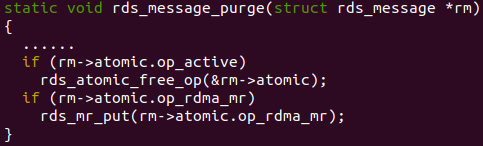 static void rds_message_purge(struct rds_message *rm)
{
  ......
  if (rm->atomic.op_active)
    rds_atomic_free_op(&rm->atomic);
  if (rm->atomic.op_rdma_mr)
    rds_mr_put(rm->atomic.op_rdma_mr);
}